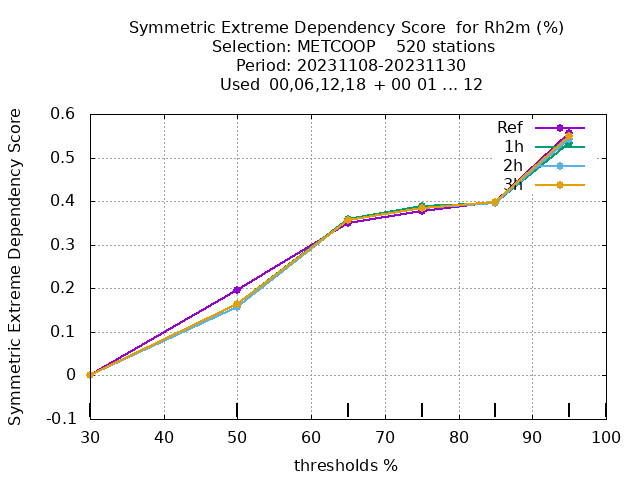 Symmetric Extreme Dependency Score  for Rh2m (%)
Selection: METCOOP    520 stations
Period: 20231108-20231130
Used  00,06,12,18  + 00 01 ... 12
Symmetric Extreme Dependency Score
0.6
0.5
0.4
0.3
0.2
0.1
0
-0.1
Ref
1h
2h
3h
30 40 50 60 70 80 90 100
thresholds %